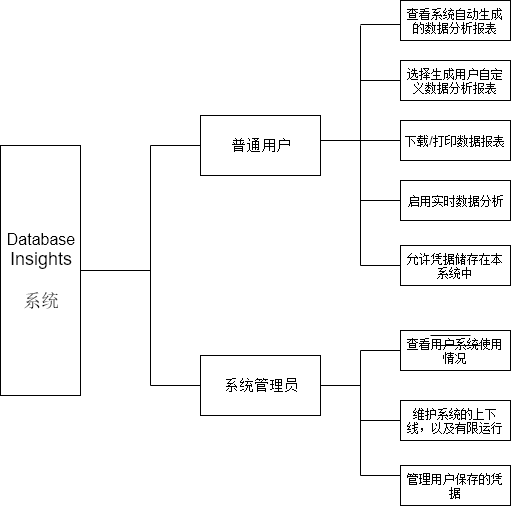 Database
Insights
系统
普通用户
系统管理员
查看系统自动生成
的数据分析报表
选择生成用户自定
义数据分析报表
下载/打印数据报表
启用实时数据分析
允许凭据储存在本
系统中
查看用户系统使用
情况
维护系统的上下
线，以及有限运行
管理用户保存的凭
据